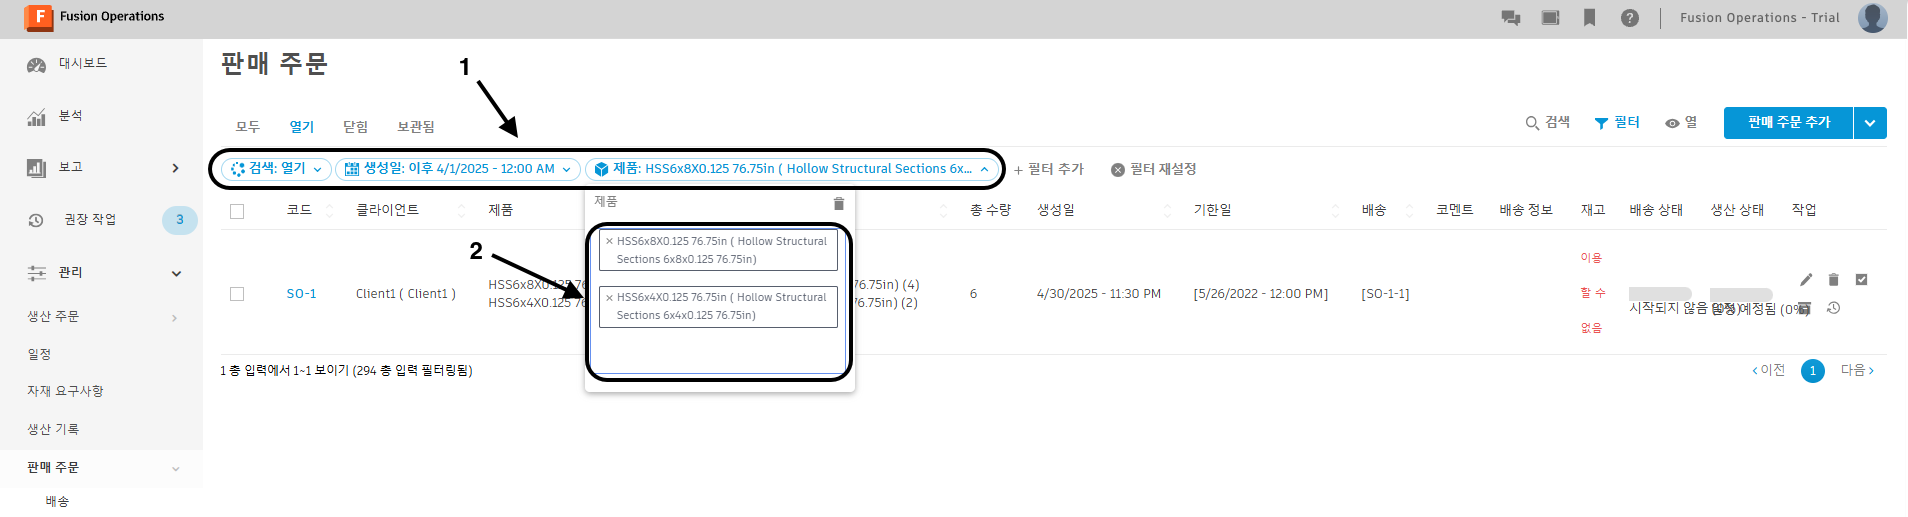 Fusion Operations
Fusion Operations - Trial
대시보드
분석
보고
권장 작업
3
관리
생산 주문
일정
자재 요구사항
생산 기록
판매 주문
배송
판매 주문
1
모두
열기
닫힘
보관됨
검색
필터
열
판매 주문 추가
검색: 열기
생성일: 이후 4/1/2025 - 12:00 AM
제품: HSS6x8X0.125 76.75in ( Hollow Structural Sections 6x...
+ 필터 추가
필터 재설정
코드
클라이언트
제품
총 수량
생성일
기한일
배송
코멘트
배송 정보
재고
배송 상태
생산 상태
작업
제품
2
HSS6x8X0.125 76.75in ( Hollow Structural
Sections 6x8x0.125 76.75in)
HSS6x4X0.125 76.75in ( Hollow Structural
Sections 6x4x0.125 76.75in)
SO-1
Client1 ( Client1 )
HSS6x8X0.125 76
76.75in) (4)
HSS6x4X0.125 76
76.75in) (2)
6
4/30/2025 - 11:30 PM
[5/26/2022 - 12:00 PM]
[SO-1-1]
이용
할 수
없음
시작되지 않음
예정됨 (0%)
1 총 입력에서 1~1 보이기 (294 총 입력 필터링됨)
이전
1
다음